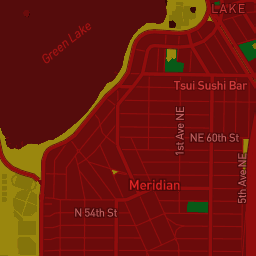 LAKE
Green Lake
Tsui Sushi Bar
1st Ave NE
NE 60th St
5th Ave NE
Meridian
N 54th St